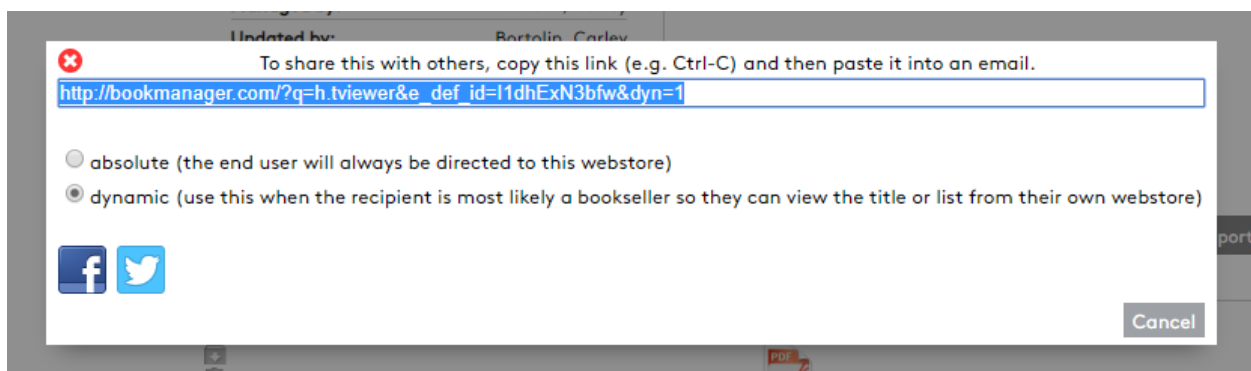 Updated by: Bortolin, Carley
To share this with others, copy this link (e.g. Ctrl-C) and then paste it into an email.
http://bookmanager.com/?q=h.tviewer&e_def_id=l1dhExN3bfw&dyn=1
absolute (the end user will always be directed to this webstore)
dynamic (use this when the recipient is most likely a bookseller so they can view the title or list from their own webstore)
port
Cancel
PDF